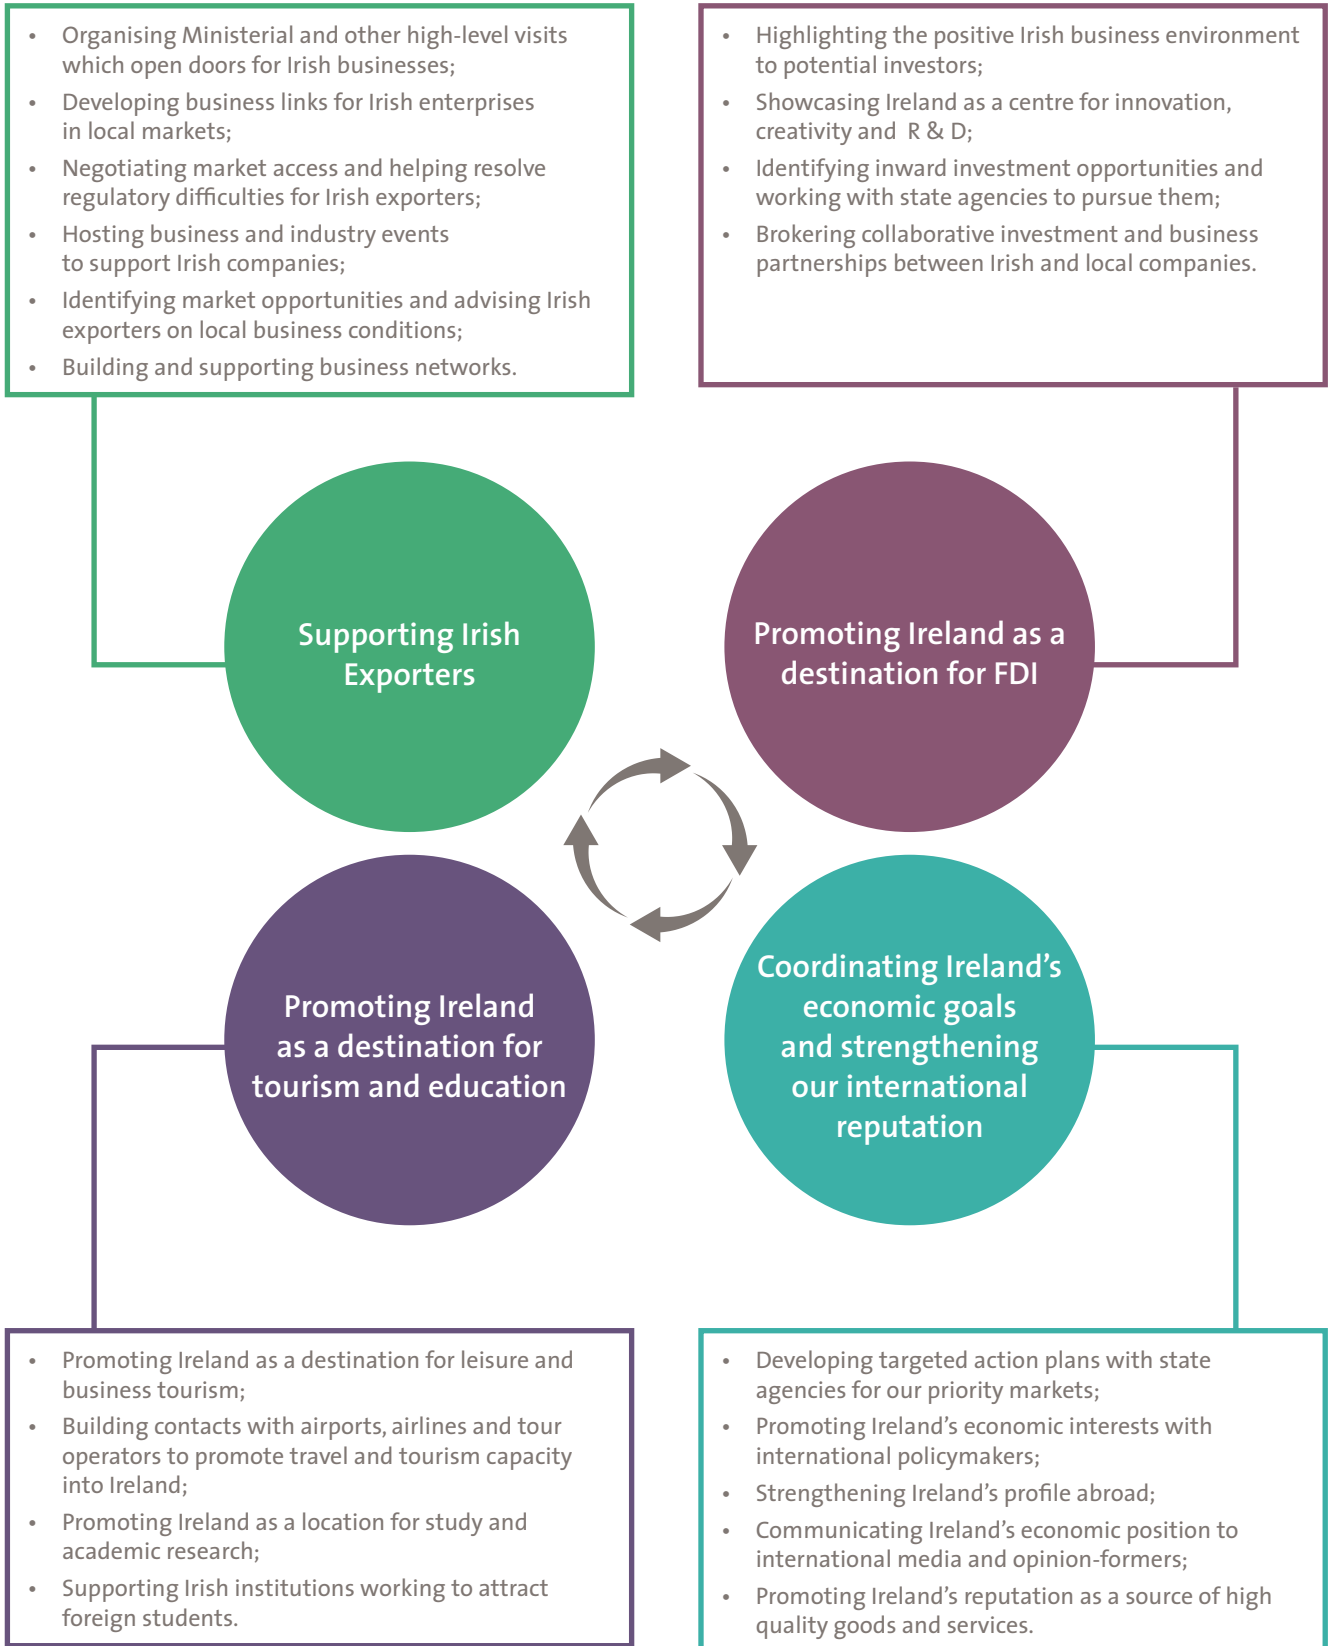 • Organising Ministerial and other high-level visits
which open doors for Irish businesses;
• Developing business links for Irish enterprises
in local markets;
• Negotiating market access and helping resolve
regulatory difficulties for Irish exporters;
• Hosting business and industry events
to support Irish companies;
• Identifying market opportunities and advising Irish
exporters on local business conditions;
• Building and supporting business networks.
• Highlighting the positive Irish business environment
to potential investors;
• Showcasing Ireland as a centre for innovation,
creativity and R & D;
• Identifying inward investment opportunities and
working with state agencies to pursue them;
• Brokering collaborative investment and business
partnerships between Irish and local companies.
Supporting Irish
Exporters
Promoting Ireland as a
destination for FDI
Promoting Ireland
as a destination for
tourism and education
Coordinating Ireland’s
economic goals
and strengthening
our international
reputation
• Promoting Ireland as a destination for leisure and
business tourism;
• Building contacts with airports, airlines and tour
operators to promote travel and tourism capacity
into Ireland;
• Promoting Ireland as a location for study and
academic research;
• Supporting Irish institutions working to attract
foreign students.
• Developing targeted action plans with state
agencies for our priority markets;
• Promoting Ireland’s economic interests with
international policymakers;
• Strengthening Ireland’s profile abroad;
• Communicating Ireland’s economic position to
international media and opinion-formers;
• Promoting Ireland’s reputation as a source of high
quality goods and services.